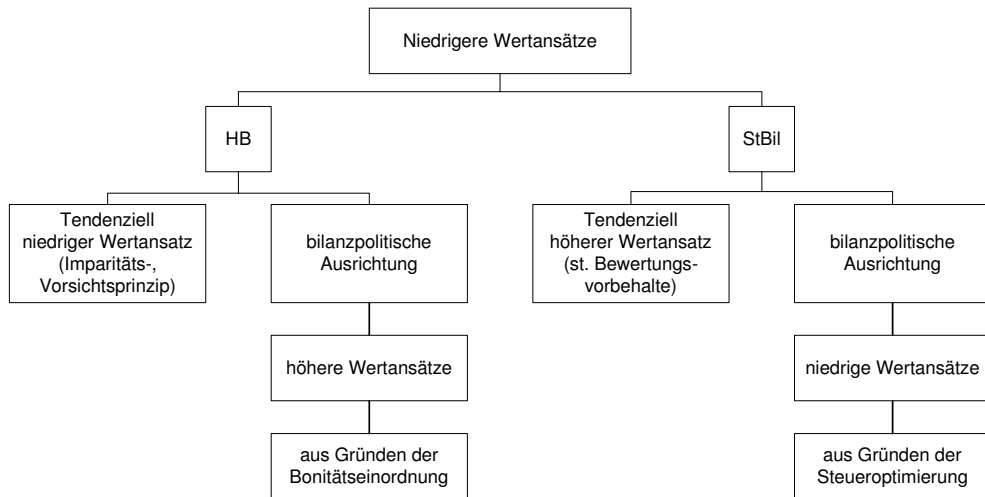 Niedrigere Wertansätze
HB
StBil
Tendenziell
niedriger Wertansatz
(Imparitäts-,
Vorsichtsprinzip)
bilanzpolitische
Ausrichtung
Tendenziell
höherer Wertansatz
(st. Bewertungs-
vorbehalte)
bilanzpolitische
Ausrichtung
höhere Wertansätze
niedrige Wertansätze
aus Gründen der
Bonitätseinordnung
aus Gründen der
Steueroptimierung